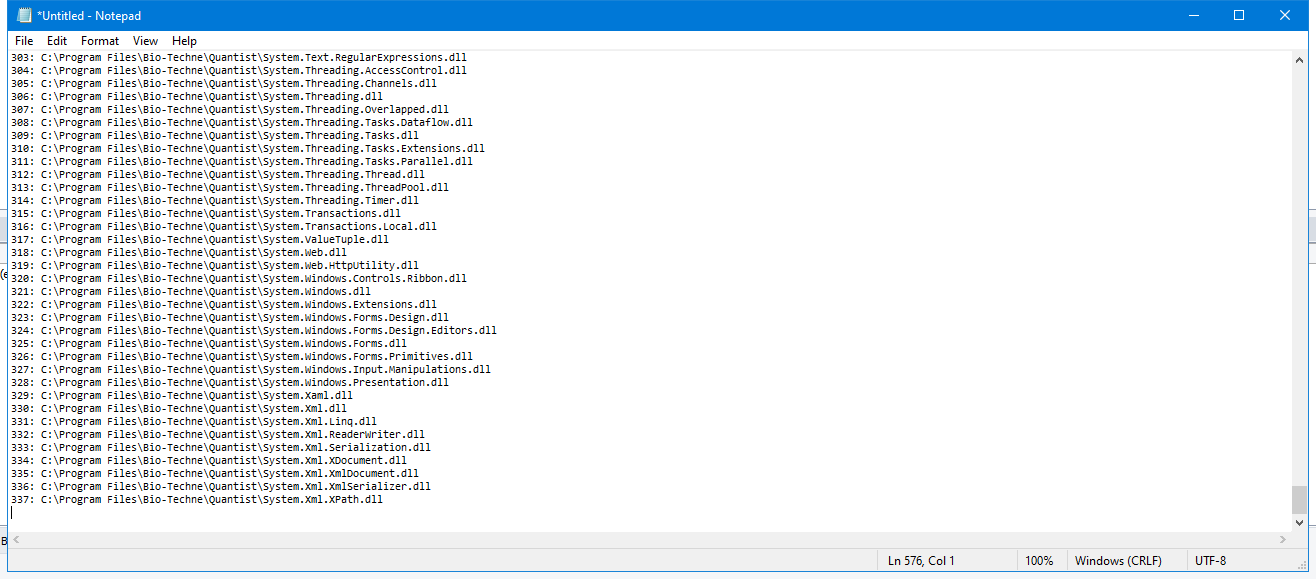 *Untitled - Notepad
File Edit Format View Help
303: C:\Program Files\Bio-Techne\Quantist\System.Text.RegularExpressions.dll
304: C:\Program Files\Bio-Techne\Quantist\System.Threading.AccessControl.dll
305: C:\Program Files\Bio-Techne\Quantist\System.Threading.Channels.dll
306: C:\Program Files\Bio-Techne\Quantist\System.Threading.dll
307: C:\Program Files\Bio-Techne\Quantist\System.Threading.Overlapped.dll
308: C:\Program Files\Bio-Techne\Quantist\System.Threading.Tasks.Dataflow.dll
309: C:\Program Files\Bio-Techne\Quantist\System.Threading.Tasks.dll
310: C:\Program Files\Bio-Techne\Quantist\System.Threading.Tasks.Extensions.dll
311: C:\Program Files\Bio-Techne\Quantist\System.Threading.Tasks.Parallel.dll
312: C:\Program Files\Bio-Techne\Quantist\System.Threading.Thread.dll
313: C:\Program Files\Bio-Techne\Quantist\System.Threading.ThreadPool.dll
314: C:\Program Files\Bio-Techne\Quantist\System.Threading.Timer.dll
315: C:\Program Files\Bio-Techne\Quantist\System.Transactions.dll
316: C:\Program Files\Bio-Techne\Quantist\System.Transactions.Local.dll
317: C:\Program Files\Bio-Techne\Quantist\System.ValueTuple.dll
318: C:\Program Files\Bio-Techne\Quantist\System.Web.dll
319: C:\Program Files\Bio-Techne\Quantist\System.Web.HttpUtility.dll
320: C:\Program Files\Bio-Techne\Quantist\System.Windows.Controls.Ribbon.dll
321: C:\Program Files\Bio-Techne\Quantist\System.Windows.dll
322: C:\Program Files\Bio-Techne\Quantist\System.Windows.Extensions.dll
323: C:\Program Files\Bio-Techne\Quantist\System.Windows.Forms.Design.dll
324: C:\Program Files\Bio-Techne\Quantist\System.Windows.Forms.Design.Editors.dll
325: C:\Program Files\Bio-Techne\Quantist\System.Windows.Forms.dll
326: C:\Program Files\Bio-Techne\Quantist\System.Windows.Forms.Primitives.dll
327: C:\Program Files\Bio-Techne\Quantist\System.Windows.Input.Manipulations.dll
328: C:\Program Files\Bio-Techne\Quantist\System.Windows.Presentation.dll
329: C:\Program Files\Bio-Techne\Quantist\System.Xaml.dll
330: C:\Program Files\Bio-Techne\Quantist\System.Xml.dll
331: C:\Program Files\Bio-Techne\Quantist\System.Xml.Linq.dll
332: C:\Program Files\Bio-Techne\Quantist\System.Xml.ReaderWriter.dll
333: C:\Program Files\Bio-Techne\Quantist\System.Xml.Serialization.dll
334: C:\Program Files\Bio-Techne\Quantist\System.Xml.XDocument.dll
335: C:\Program Files\Bio-Techne\Quantist\System.Xml.XmlDocument.dll
336: C:\Program Files\Bio-Techne\Quantist\System.Xml.XmlSerializer.dll
337: C:\Program Files\Bio-Techne\Quantist\System.Xml.XPath.dll
Ln 576, Col 1 100% Windows (CRLF) UTF-8